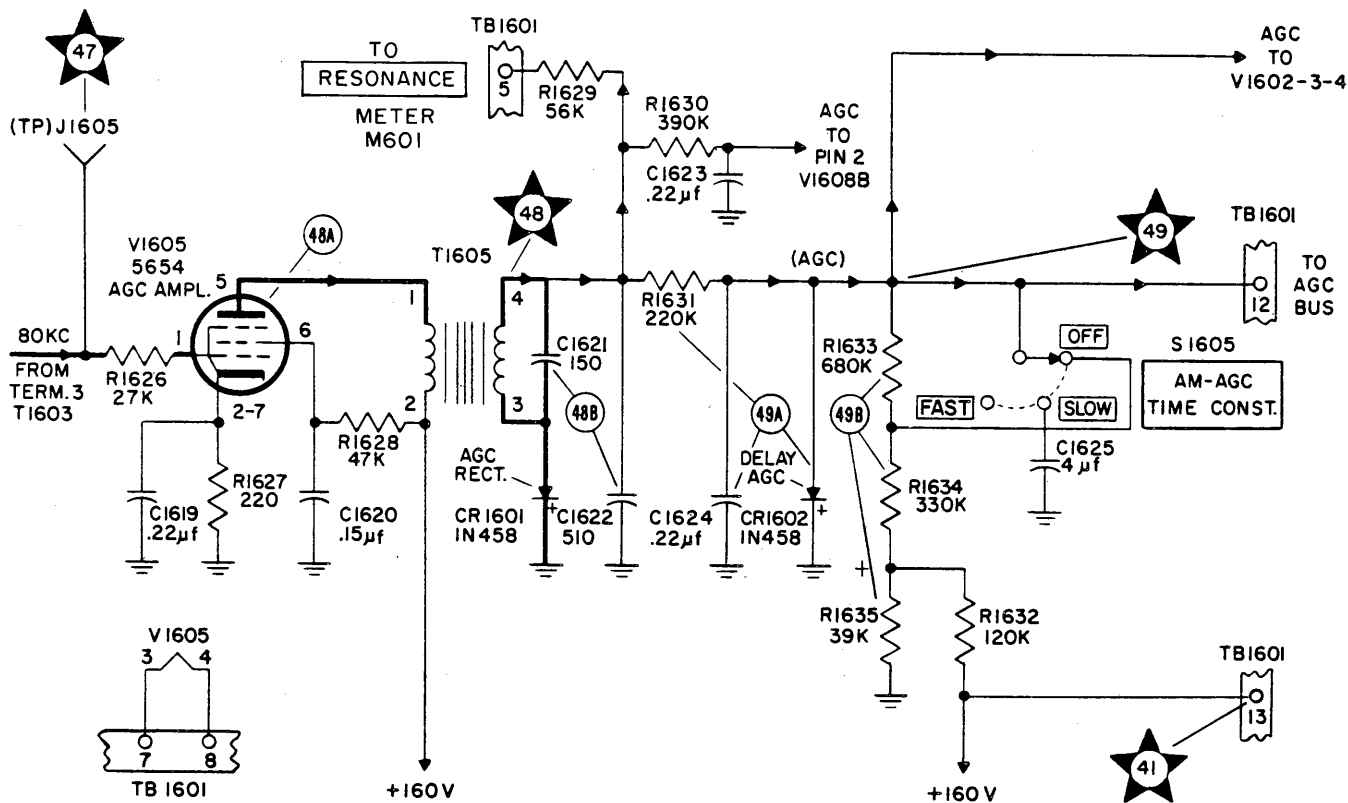 47
(TP) J1605
TO
RESONANCE
METER
M601
TB1601
5
R1629
56K
R1630
390K
C1623
.22µf
AGC
TO
PIN 2
V1608B
AGC
TO
V1602-3-4
V1605
5654
AGC AMPL.
5
48A
T1605
48
49
TB1601
12
TO
AGC
BUS
80KC
FROM
TERM. 3
T1603
R1626
27K
1
6
2-7
1
2
4
3
C1621
150
48B
R1631
220K
(AGC)
49A
49B
R1633
680K
OFF
FAST
SLOW
S1605
AM-AGC
TIME CONST.
C1625
4µf
R1628
47K
C1619
.22µf
R1627
220
C1620
.15µf
AGC
RECT.
+
CR1601
IN458
C1622
510
C1624
.22µf
DELAY
AGC
+
CR1602
IN458
R1634
330K
+
R1635
39K
R1632
120K
TB1601
13
41
V1605
3 4
7 8
TB 1601
+160V
+160V